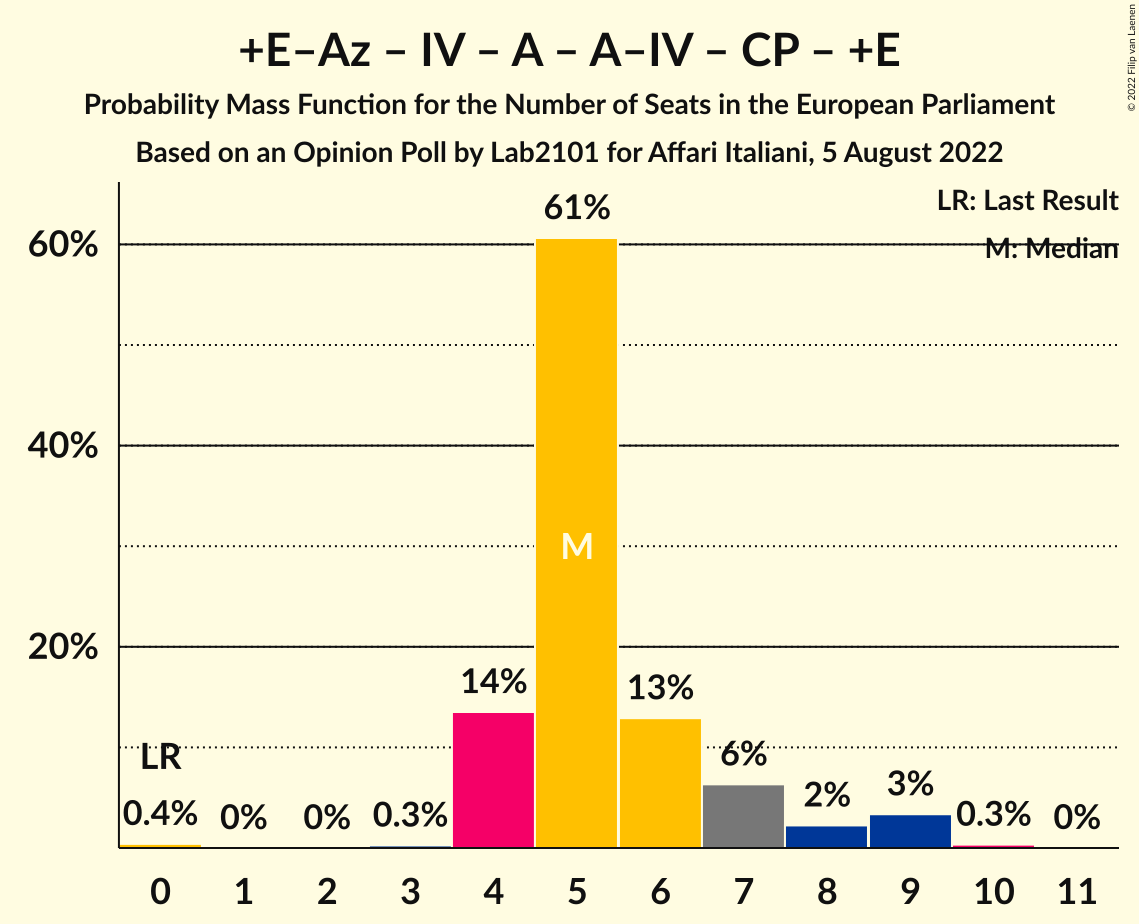 +E–Az – IV – A – A–IV – CP – +E
Probability Mass Function for the Number of Seats in the European Parliament
Based on an Opinion Poll by Lab2101 for Affari Italiani, 5 August 2022
© 2022 Filip van Laenen
LR: Last Result
M: Median
60%
40%
20%
61%
M
14%
13%
6%
2%
3%
LR
0.4%
0%
0%
0.3%
0.3%
0%
0 1 2 3 4 5 6 7 8 9 10 11